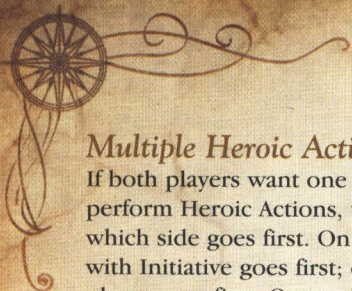 Multiple Heroic Acti
If both players want one
perform Heroic Actions,
which side goes first. On
with Initiative goes first;